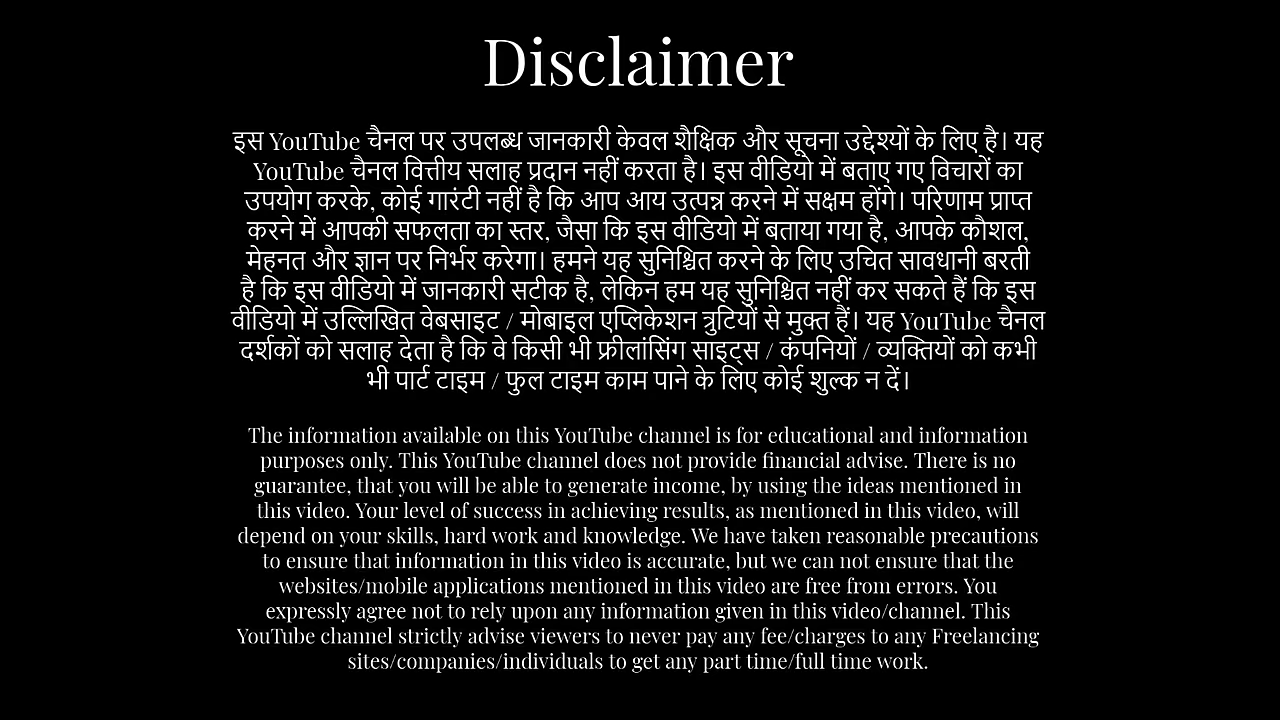 Disclaimer
इस YouTube चैनल पर उपलब्ध जानकारी केवल शैक्षिक और सूचना उद्देश्यों के लिए है। यह
YouTube चैनल वित्तीय सलाह प्रदान नहीं करता है। इस वीडियो में बताए गए विचारों का
उपयोग करके, कोई गारंटी नहीं है कि आप आय उत्पन्न करने में सक्षम होंगे। परिणाम प्राप्त
करने में आपकी सफलता का स्तर, जैसा कि इस वीडियो में बताया गया है, आपके कौशल,
मेहनत और ज्ञान पर निर्भर करेगा। हमने यह सुनिश्चित करने के लिए उचित सावधानी बरती
है कि इस वीडियो में जानकारी सटीक है, लेकिन हम यह सुनिश्चित नहीं कर सकते हैं कि इस
वीडियो में उल्लिखित वेबसाइट / मोबाइल एप्लिकेशन त्रुटियों से मुक्त हैं। यह YouTube चैनल
दर्शकों को सलाह देता है कि वे किसी भी फ्रीलांसिंग साइट्स / कंपनियों / व्यक्तियों को कभी
भी पार्ट टाइम / फुल टाइम काम पाने के लिए कोई शुल्क न दें।
The information available on this YouTube channel is for educational and information
purposes only. This YouTube channel does not provide financial advise. There is no
guarantee, that you will be able to generate income, by using the ideas mentioned in
this video. Your level of success in achieving results, as mentioned in this video, will
depend on your skills, hard work and knowledge. We have taken reasonable precautions
to ensure that information in this video is accurate, but we can not ensure that the
websites/mobile applications mentioned in this video are free from errors. You
expressly agree not to rely upon any information given in this video/channel. This
YouTube channel strictly advise viewers to never pay any fee/charges to any Freelancing
sites/companies/individuals to get any part time/full time work.